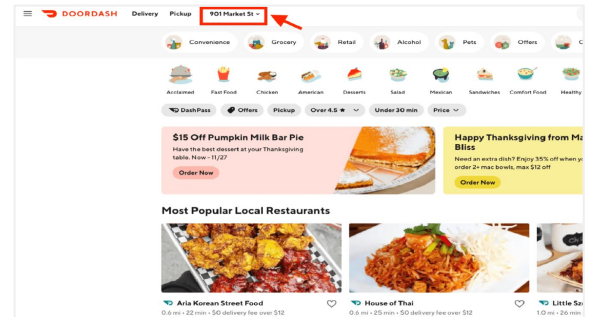 DOORDASH Delivery Pickup 901 Market St
Convenience Grocery Retail Alcohol Pets Offers
Acclaimed Fast Food Chicken American Desserts Salad Mexican Sandwiches Comfort Food Healthy
DashPass Offers Pickup Over 4.5 ★ Under 30 min Price
$15 Off Pumpkin Milk Bar Pie
Have the best dessert at your Thanksgiving
table. Now - 11/27
Order Now
Happy Thanksgiving from Ma
Bliss
Need an extra dish? Enjoy 35% off when yo
order 2+ mac bowls, max $12 off
Order Now
Most Popular Local Restaurants
Aria Korean Street Food
0.6 mi • 22 min • $0 delivery fee over $12
House of Thai
0.6 mi • 25 min • $0 delivery fee over $12
Little Sz
1.0 mi • 26 min